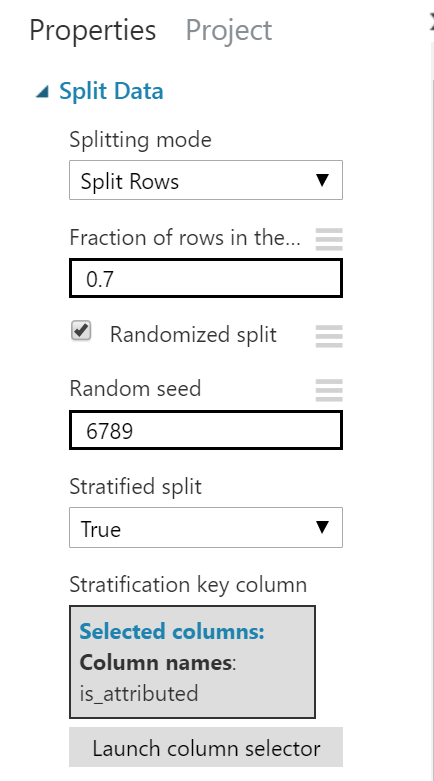 Properties Project
Split Data
Splitting mode
Split Rows
Fraction of rows in the...
0.7
Randomized split
Random seed
6789
Stratified split
True
Stratification key column
Selected columns:
Column names:
is_attributed
Launch column selector